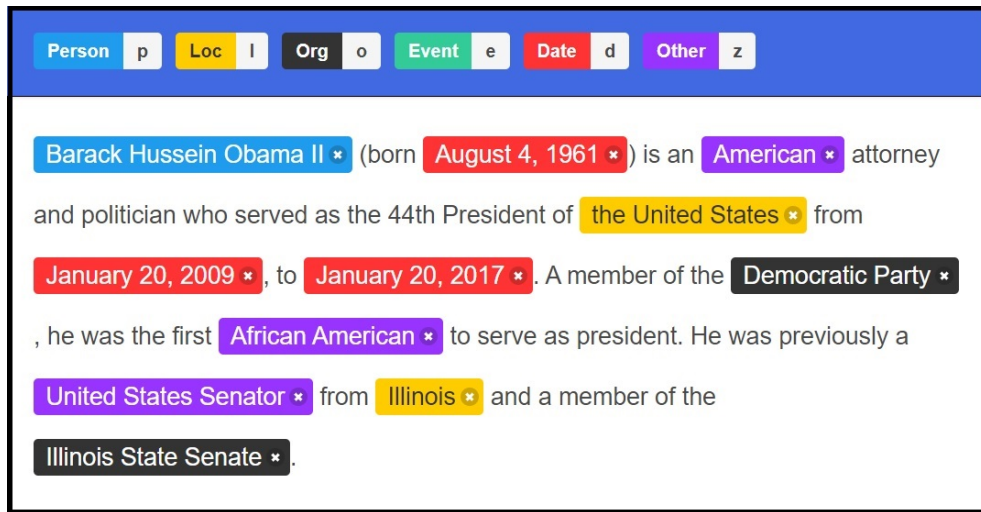 Person p Loc l Org o Event e Date d Other z
Barack Hussein Obama II (born August 4, 1961) is an American attorney
and politician who served as the 44th President of the United States from
January 20, 2009, to January 20, 2017. A member of the Democratic Party
, he was the first African American to serve as president. He was previously a
United States Senator from Illinois and a member of the
Illinois State Senate.